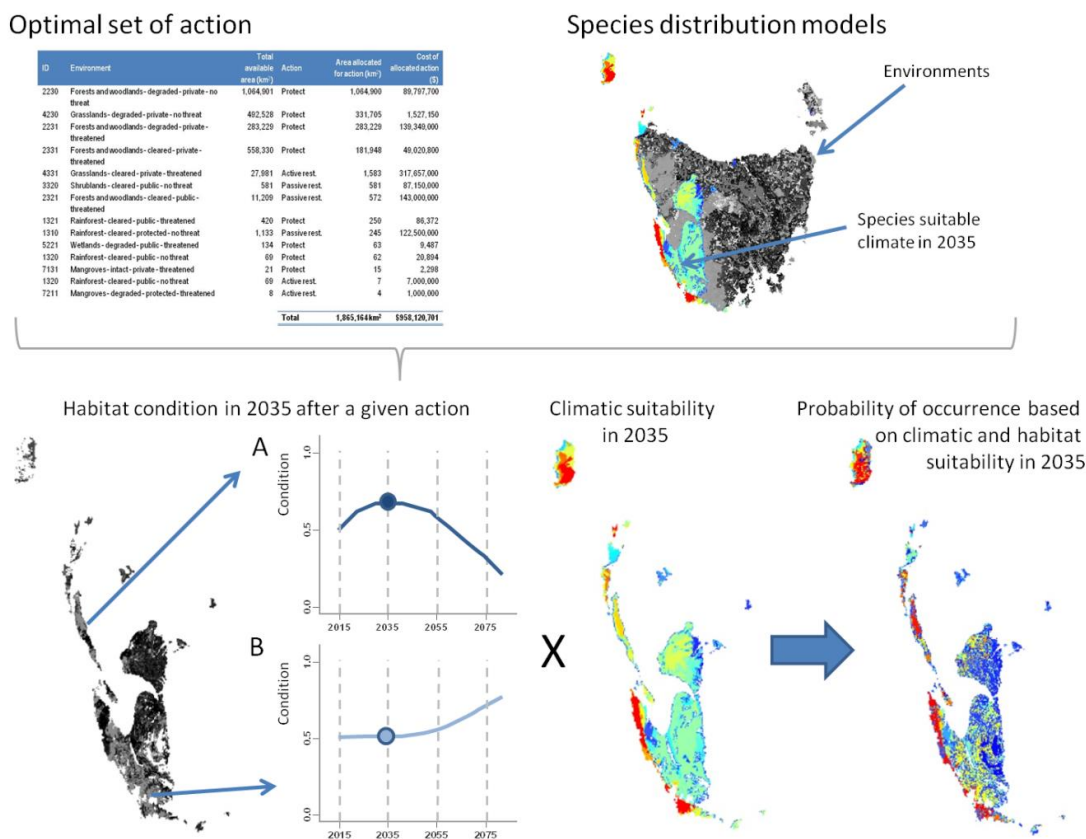 Optimal set of action
Species distribution models
ID Environment Total available area (km²) Action Area allocated for action (km²) Cost of allocated action ($)
2230 Forests and woodlands - degraded - private - no threat 1,064,901 Protect 1,064,900 89,797,700
4230 Grasslands - degraded - private - no threat 492,528 Protect 331,705 1,527,150
2231 Forests and woodlands - degraded - private - threatened 283,229 Protect 283,229 139,349,000
2331 Forests and woodlands - cleared - private - threatened 558,330 Protect 181,948 49,020,800
4331 Grasslands - cleared - private - threatened 27,981 Active rest. 1,583 317,657,000
3320 Shrublands - cleared - public - no threat 581 Passive rest. 581 87,150,000
2321 Forests and woodlands - cleared - public - threatened 11,209 Passive rest. 572 143,000,000
1321 Rainforest - cleared - public - threatened 420 Protect 250 86,372
1310 Rainforest - cleared - protected - no threat 1,133 Passive rest. 245 122,500,000
5221 Wetlands - degraded - public - threatened 134 Protect 63 9,487
1320 Rainforest - cleared - public - no threat 69 Protect 62 20,894
7131 Mangroves - intact - private - threatened 21 Protect 15 2,298
1320 Rainforest - cleared - public - no threat 69 Active rest. 7 7,000,000
7211 Mangroves - degraded - protected - threatened 8 Active rest. 4 1,000,000
Total 1,865,164 km² $958,120,701
Environments
Species suitable
climate in 2035
Habitat condition in 2035 after a given action
A
Condition
1.0
0.5
0.0
2015 2035 2055 2075
B
Condition
1.0
0.5
0.0
2015 2035 2055 2075
X
Climatic suitability
in 2035
Probability of occurrence based
on climatic and habitat
suitability in 2035